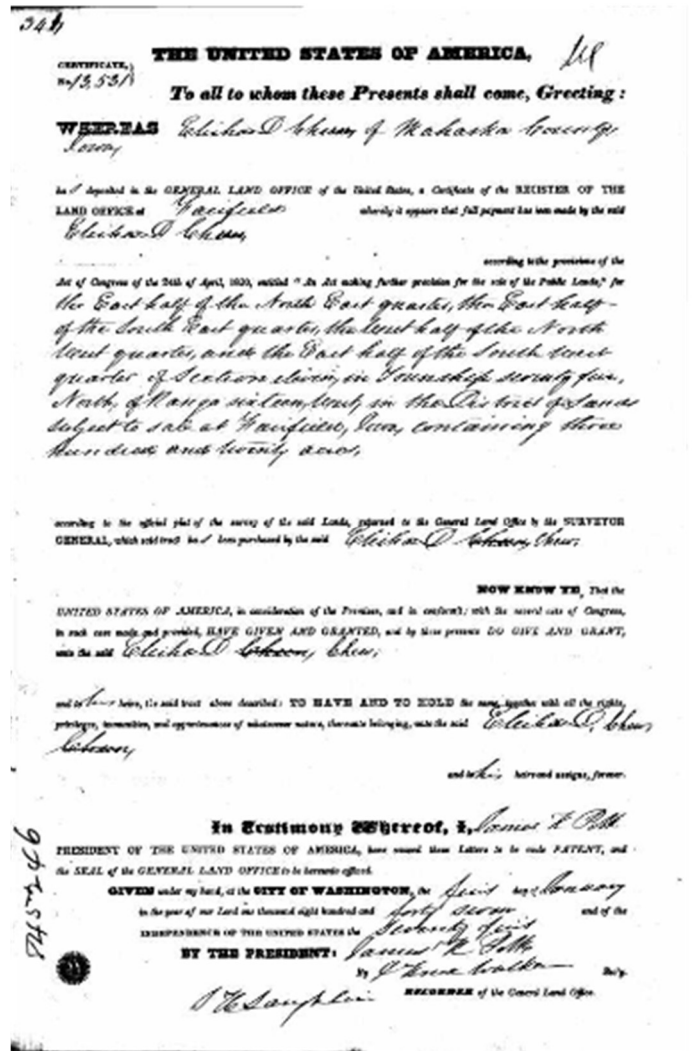 344
THE UNITED STATES OF AMERICA,
CERTIFICATE,
No. 13,531
To all to whom these Presents shall come, Greeting:
WHEREAS Elisha D Cheson of Mahaska County
Iowa,
ha s deposited in the GENERAL LAND OFFICE of the United States, a Certificate of the REGISTER OF THE
LAND OFFICE at Fairfield whereby it appears that full payment has been made by the said
Elisha D
according to the provisions of the
Act of Congress of the 24th of April, 1820, entitled "An Act making further provision for the sale of the Public Lands," for
the East half of the North East quarter, the East half
of the South East quarter, the West half of the North
West quarter, and the East half of the South West
quarter of Section eleven, in Township seventy five,
North, of Range sixteen, West, in the District of Lands
subject to sale at Fairfield, Iowa, containing three
hundred and twenty acres,
according to the official plat of the survey of the said Lands, returned to the General Land Office by the SURVEYOR
GENERAL, which said tract ha s been purchased by the said Elisha D Chew,
NOW KNOW YE, That the
UNITED STATES OF AMERICA, in consideration of the Premises, and in conformity with the several acts of Congress,
in such case made and provided, HAVE GIVEN AND GRANTED, and by these presents DO GIVE AND GRANT,
unto the said Elisha D Chew,
and to his heirs, the said tract above described: TO HAVE AND TO HOLD the same, together with all the rights,
privileges, immunities, and appurtenances of whatsoever nature, thereunto belonging, unto the said Elisha D, Chew
and to his heirs and assigns, forever.
In Testimony Whereof, I, James K Polk
PRESIDENT OF THE UNITED STATES OF AMERICA, have caused these Letters to be made PATENT, and
the SEAL of the GENERAL LAND OFFICE to be hereunto affixed.
GIVEN under my hand, at the CITY OF WASHINGTON, the first day of January
in the year of our Lord one thousand eight hundred and forty seven and of the
INDEPENDENCE OF THE UNITED STATES the Seventy first
BY THE PRESIDENT: James K Polk
By J Knox Walker Sec'y.
S H Laughlin RECORDER of the General Land Office.